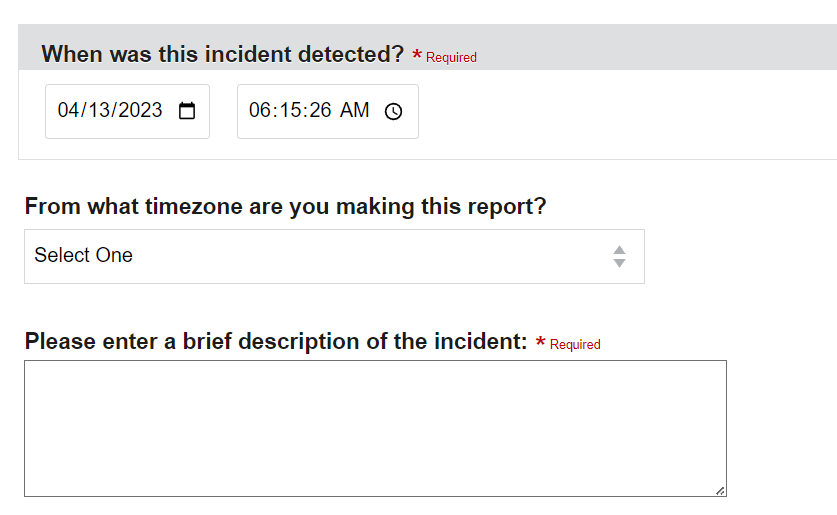 When was this incident detected? * Required
04/13/2023 06:15:26 AM
From what timezone are you making this report?
Select One
Please enter a brief description of the incident: * Required